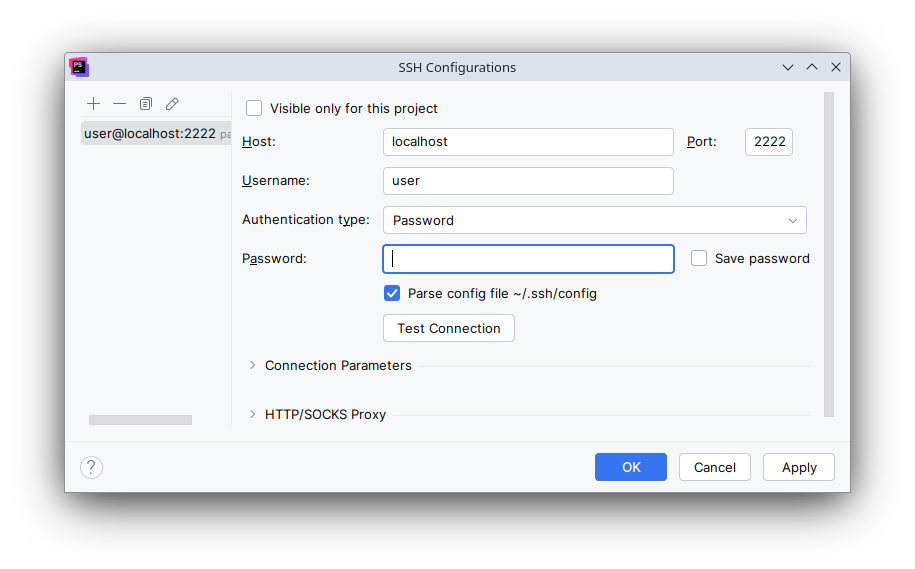 PS
SSH Configurations
Visible only for this project
user@localhost:2222 pa
Host: localhost Port: 2222
Username: user
Authentication type: Password
Password: Save password
Parse config file ~/.ssh/config
Test Connection
Connection Parameters
HTTP/SOCKS Proxy
? OK Cancel Apply